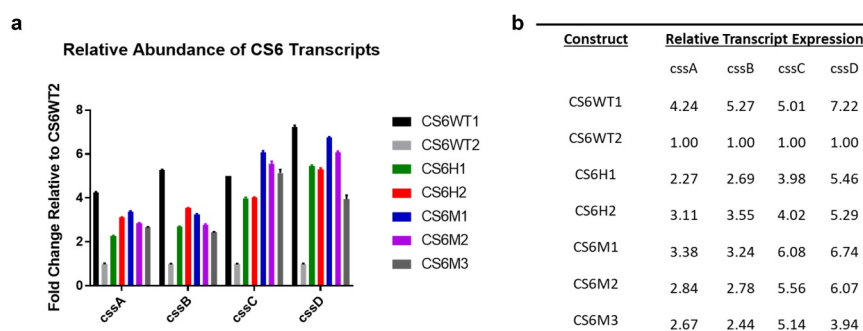 a
Relative Abundance of CS6 Transcripts
Fold Change Relative to CS6WT2
8
6
4
2
0
cssA
cssB
cssC
cssD
CS6WT1
CS6WT2
CS6H1
CS6H2
CS6M1
CS6M2
CS6M3
b
Construct Relative Transcript Expression
cssA cssB cssC cssD
CS6WT1 4.24 5.27 5.01 7.22
CS6WT2 1.00 1.00 1.00 1.00
CS6H1 2.27 2.69 3.98 5.46
CS6H2 3.11 3.55 4.02 5.29
CS6M1 3.38 3.24 6.08 6.74
CS6M2 2.84 2.78 5.56 6.07
CS6M3 2.67 2.44 5.14 3.94